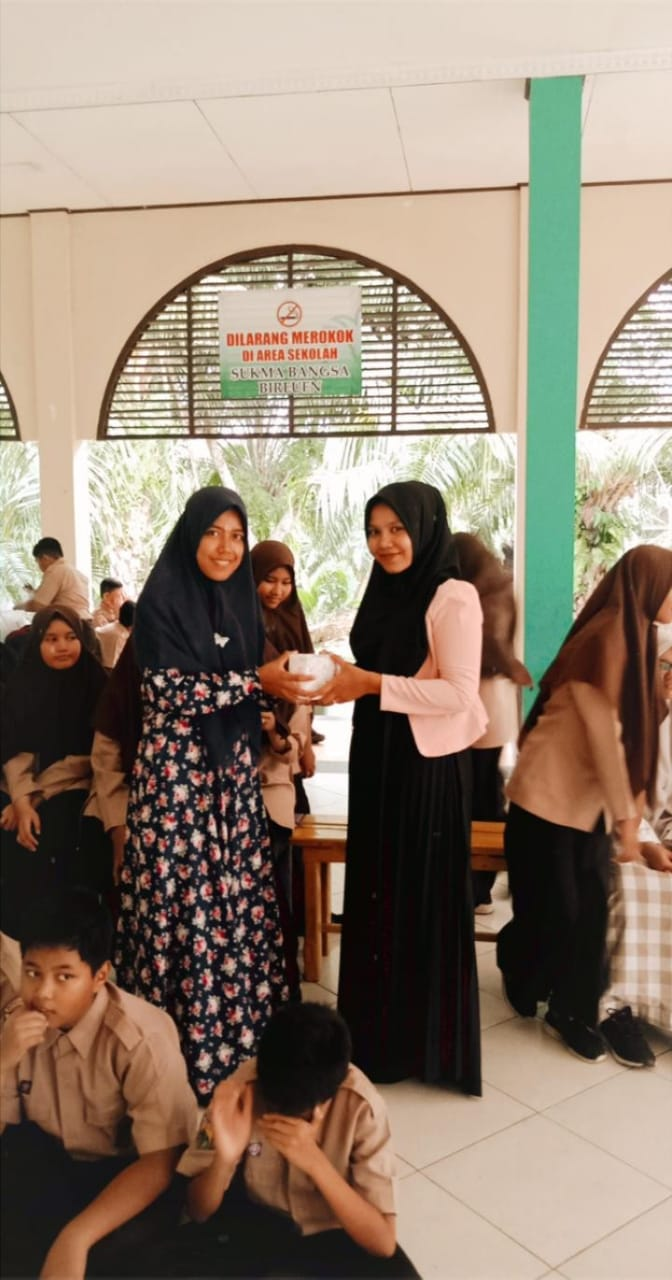 DILARANG MEROKOK
DI AREA SEKOLAH
SUKMA BANGSA
BIREUEN